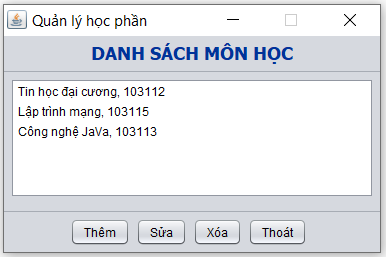 Quản lý học phần
DANH SÁCH MÔN HỌC
Tin học đại cương, 103112
Lập trình mạng, 103115
Công nghệ JaVa, 103113
Thêm Sửa Xóa Thoát